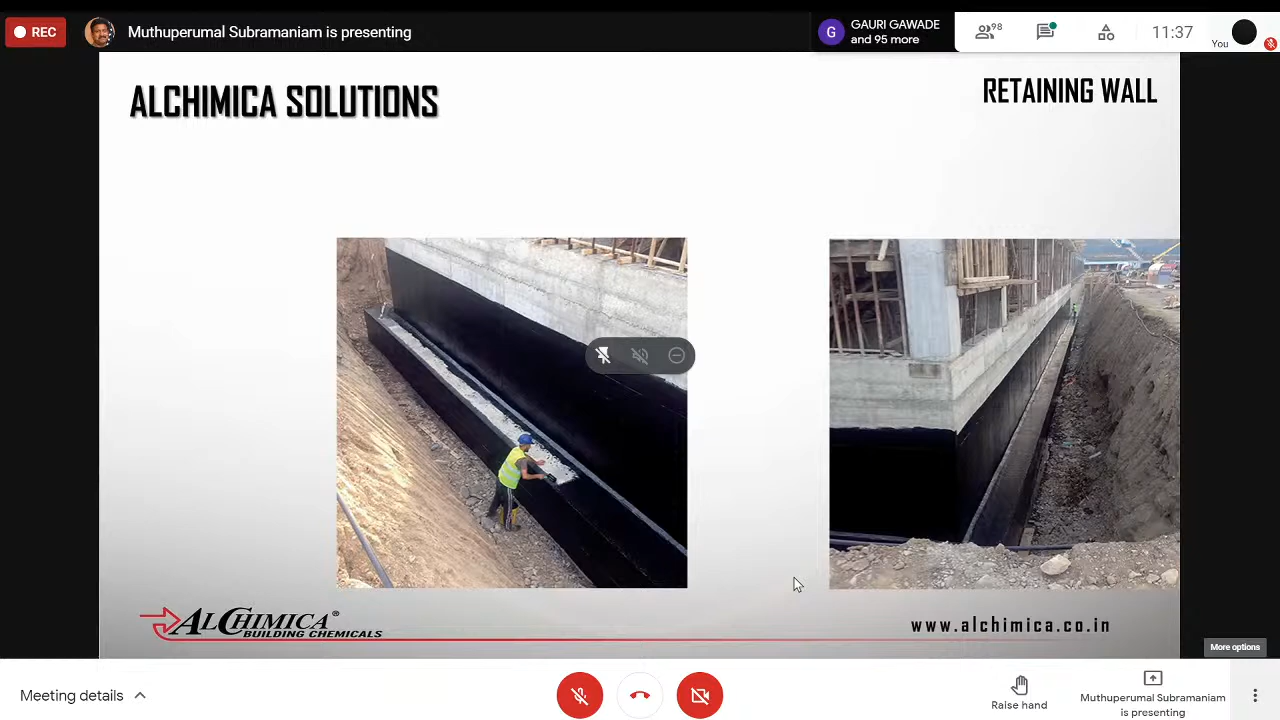 REC
Muthuperumal Subramaniam is presenting
G
GAURI GAWADE
and 95 more
98
11:37
You
ALCHIMICA SOLUTIONS
RETAINING WALL
ALCHIMICA®
BUILDING CHEMICALS
www.alchimica.co.in
More options
Meeting details
Raise hand
Muthuperumal Subramaniam
is presenting